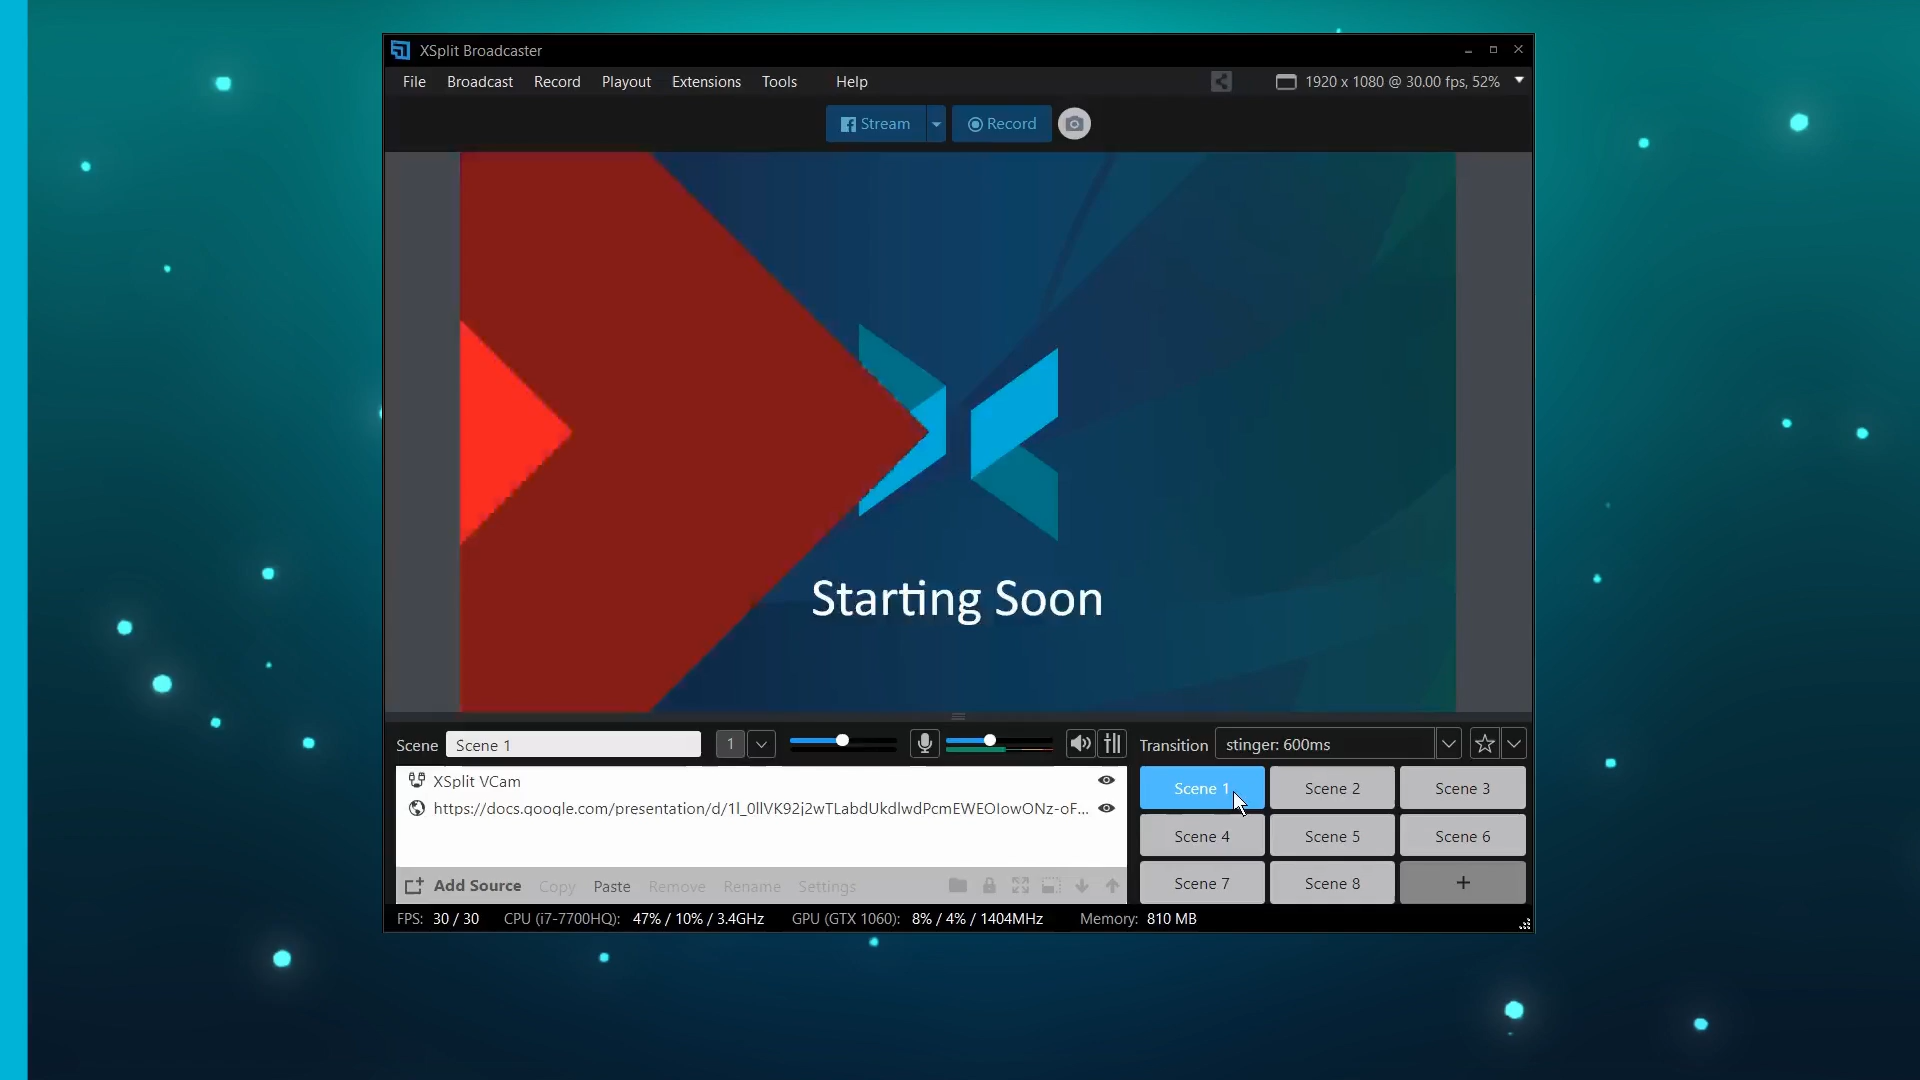 XSplit Broadcaster
File Broadcast Record Playout Extensions Tools Help 1920 x 1080 @ 30.00 fps, 52%
Stream Record
Starting Soon
Scene Scene 1 1 Transition stinger: 600ms
XSplit VCam Scene 1 Scene 2 Scene 3
https://docs.google.com/presentation/d/1l_0llVK92j2wTLabdUkdlwdPcmEWEOIowONz-oF...
Scene 4 Scene 5 Scene 6
Add Source Copy Paste Remove Rename Settings Scene 7 Scene 8 +
FPS: 30 / 30 CPU (i7-7700HQ): 47% / 10% / 3.4GHz GPU (GTX 1060): 8% / 4% / 1404MHz Memory: 810 MB